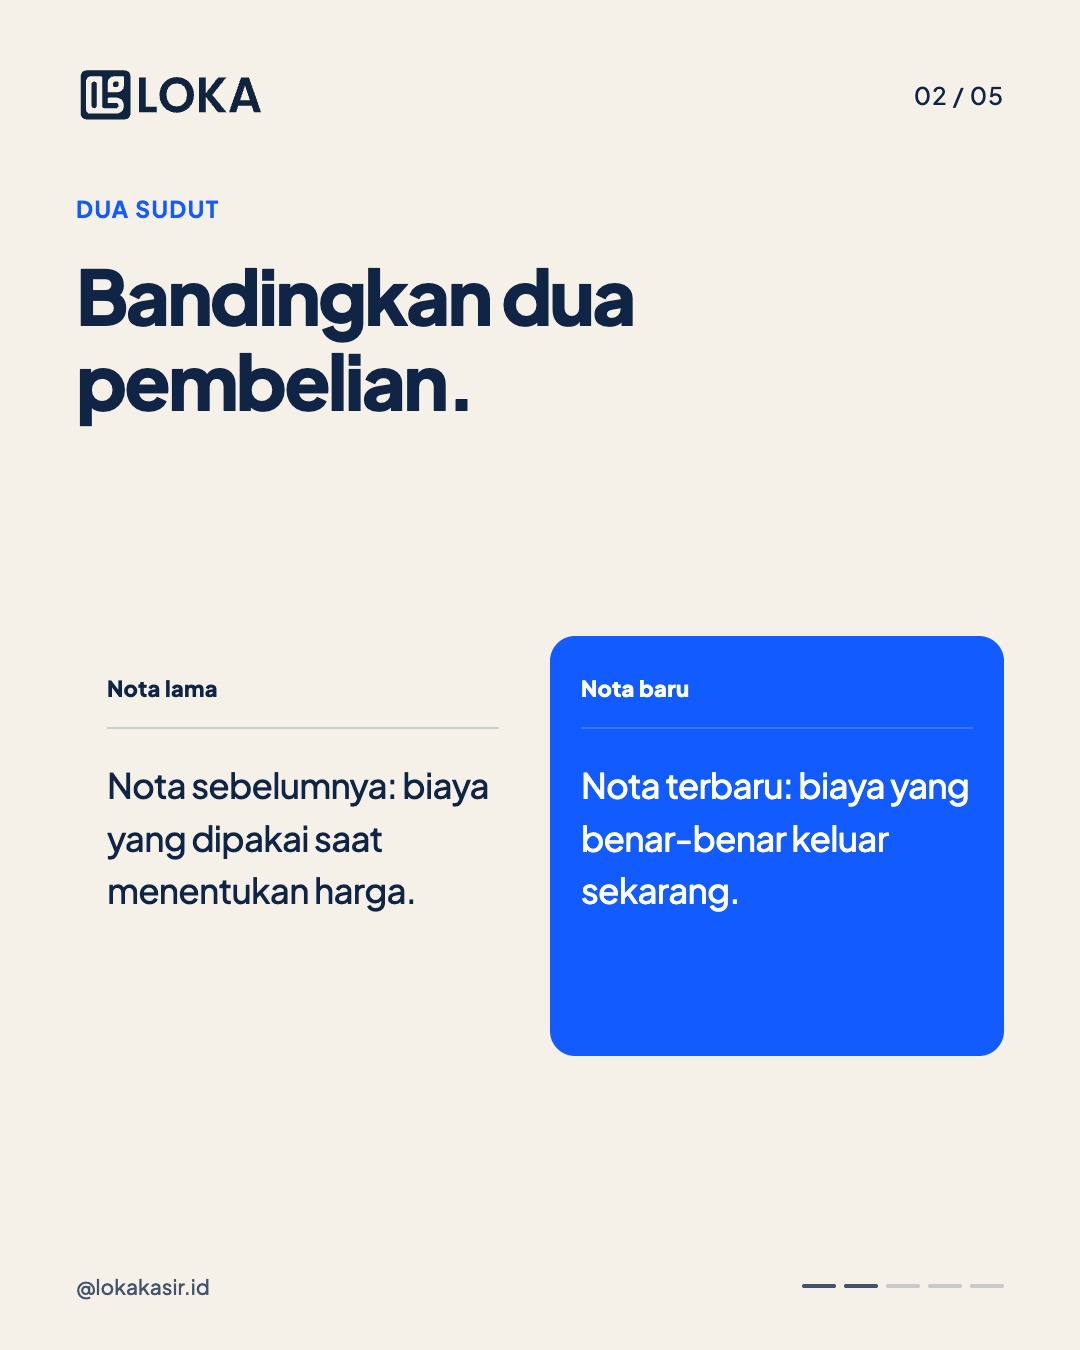 LOKA
02 / 05
DUA SUDUT
Bandingkan dua
pembelian.
Nota lama
Nota sebelumnya: biaya
yang dipakai saat
menentukan harga.
Nota baru
Nota terbaru: biaya yang
benar-benar keluar
sekarang.
@lokakasir.id